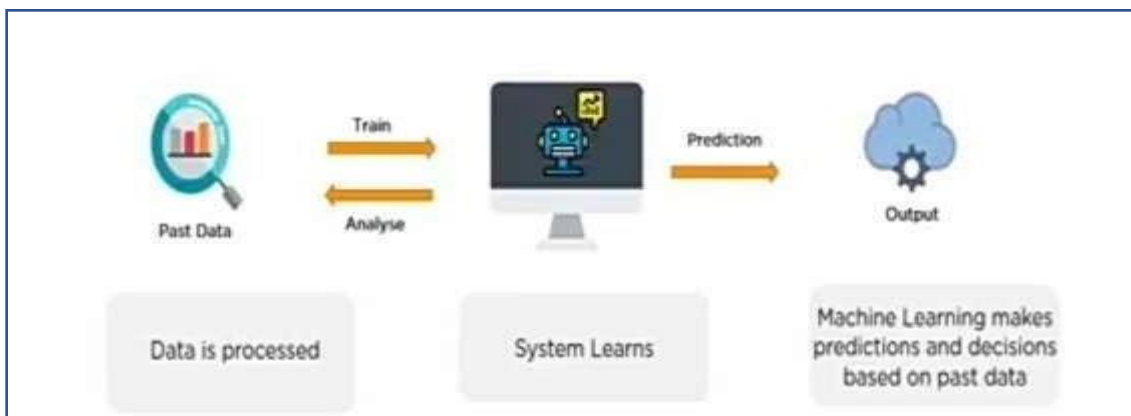 Train
Prediction
Past Data
Analyse
Output
Data is processed
System Learns
Machine Learning makes
predictions and decisions
based on past data